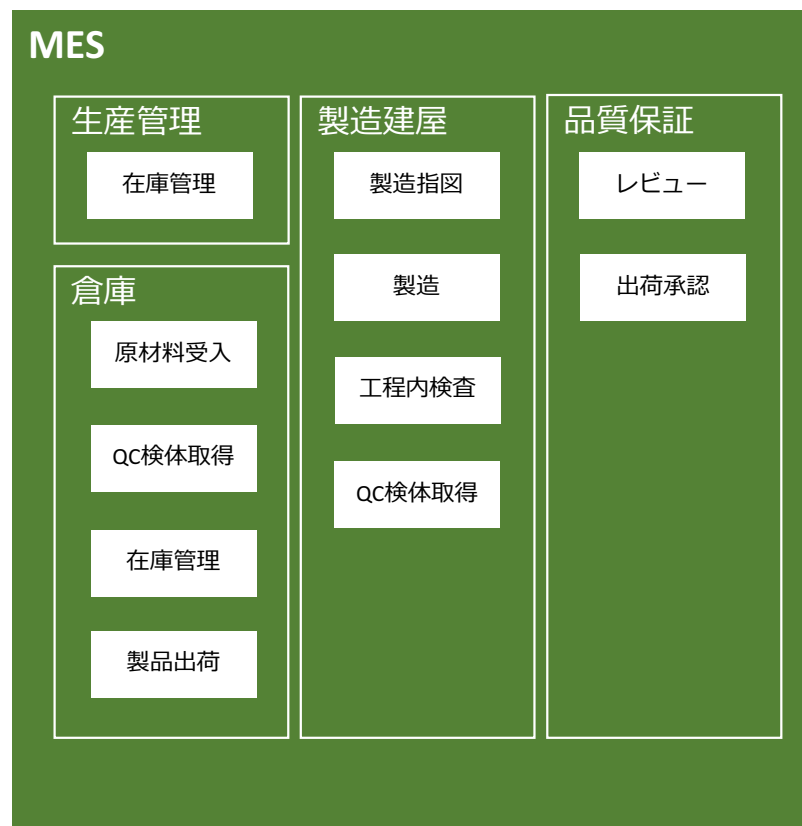 MES
生産管理
在庫管理
倉庫
原材料受入
QC検体取得
在庫管理
製品出荷
製造建屋
製造指図
製造
工程内検査
QC検体取得
品質保証
レビュー
出荷承認